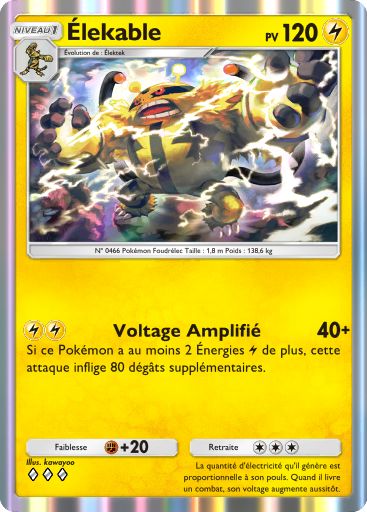 NIVEAU 1
Élekable
PV 120
Évolution de : Élektek
N° 0466 Pokémon Foudrélec Taille : 1,8 m Poids : 138,6 kg
Voltage Amplifié 40+
Si ce Pokémon a au moins 2 Énergies de plus, cette
attaque inflige 80 dégâts supplémentaires.
Faiblesse +20
Retraite
Illus. kawayoo
La quantité d'électricité qu'il génère est
proportionnelle à son pouls. Quand il livre
un combat, son voltage augmente aussitôt.